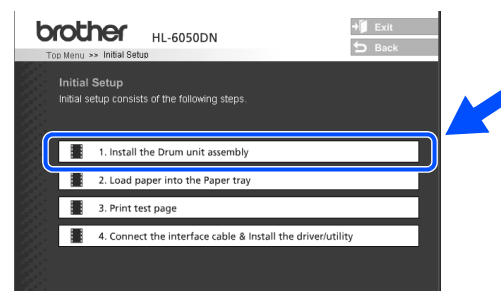 brother HL-6050DN
Exit
Back
Top Menu >> Initial Setup
Initial Setup
Initial setup consists of the following steps.
1. Install the Drum unit assembly
2. Load paper into the Paper tray
3. Print test page
4. Connect the interface cable & Install the driver/utility